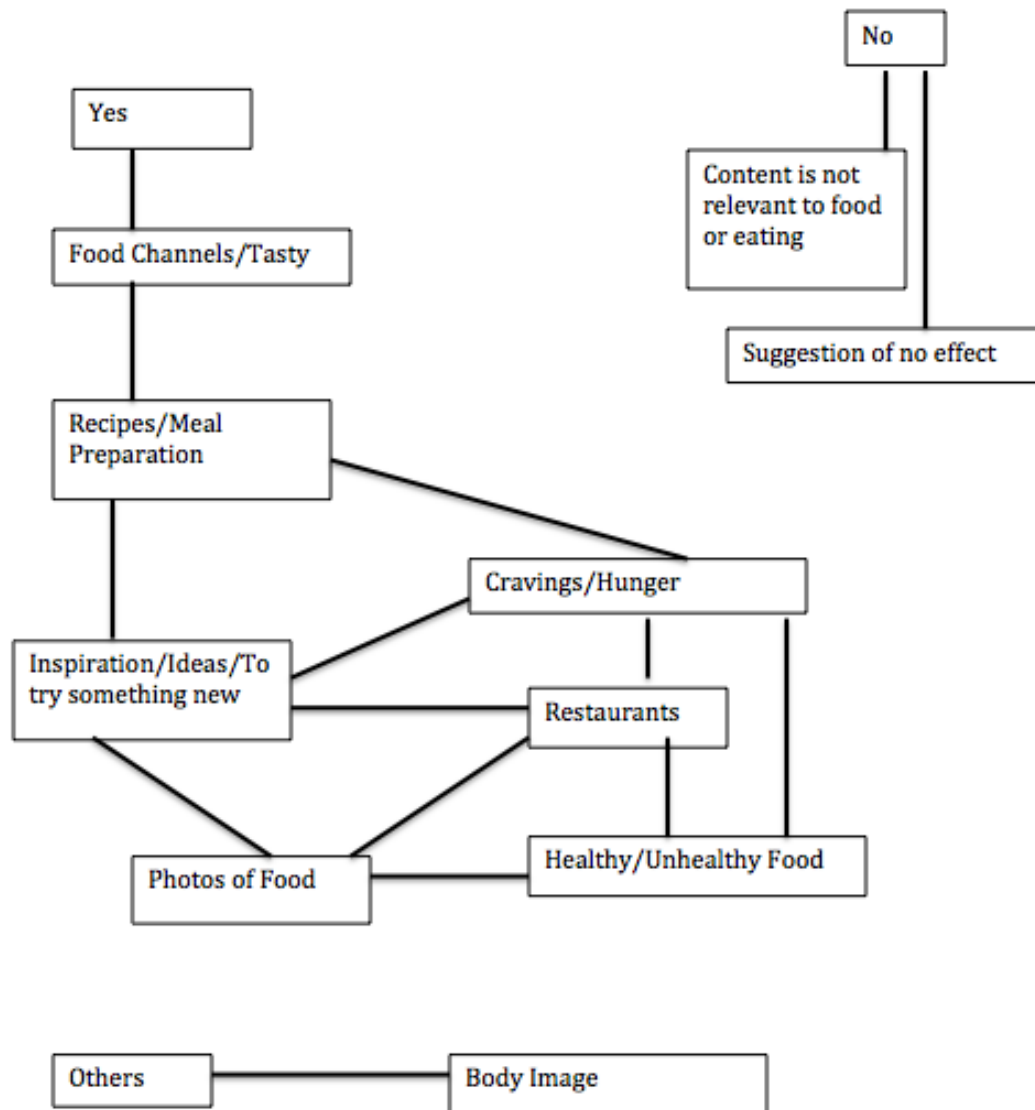 No
Yes
Content is not
relevant to food
or eating
Food Channels/Tasty
Suggestion of no effect
Recipes/Meal
Preparation
Cravings/Hunger
Inspiration/Ideas/To
try something new
Restaurants
Healthy/Unhealthy Food
Photos of Food
Others
Body Image